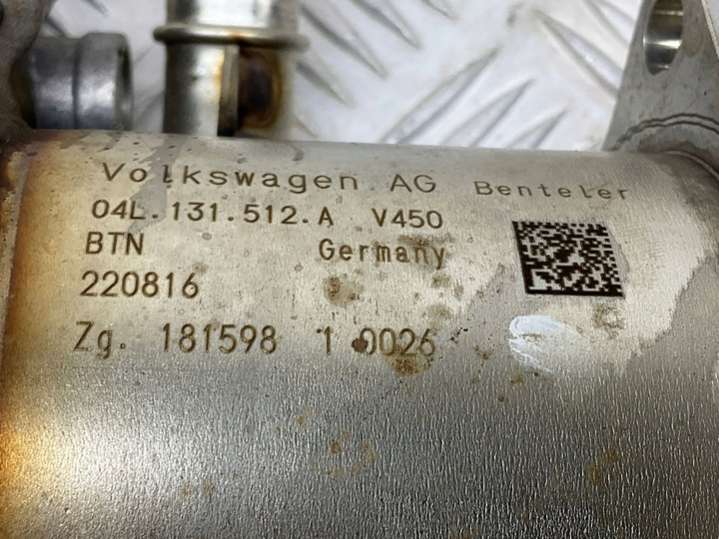 Volkswagen AG Benteler
04L.131.512.A V450
BTN Germany
220816
Zg. 181598 1 0026